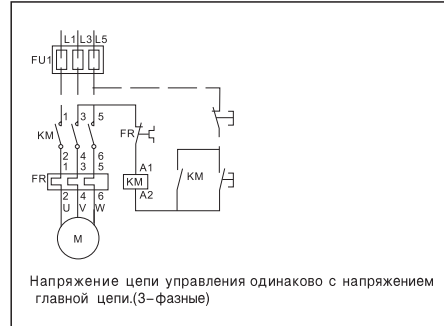 L1 L3 L5
FU1
1 3 5
KM
FR
2 4 6
1 3 5
A1
KM
KM
FR
A2
2 4 6
U V W
M
Напряжение цепи управления одинаково с напряжением
главной цепи.(3-фазные)